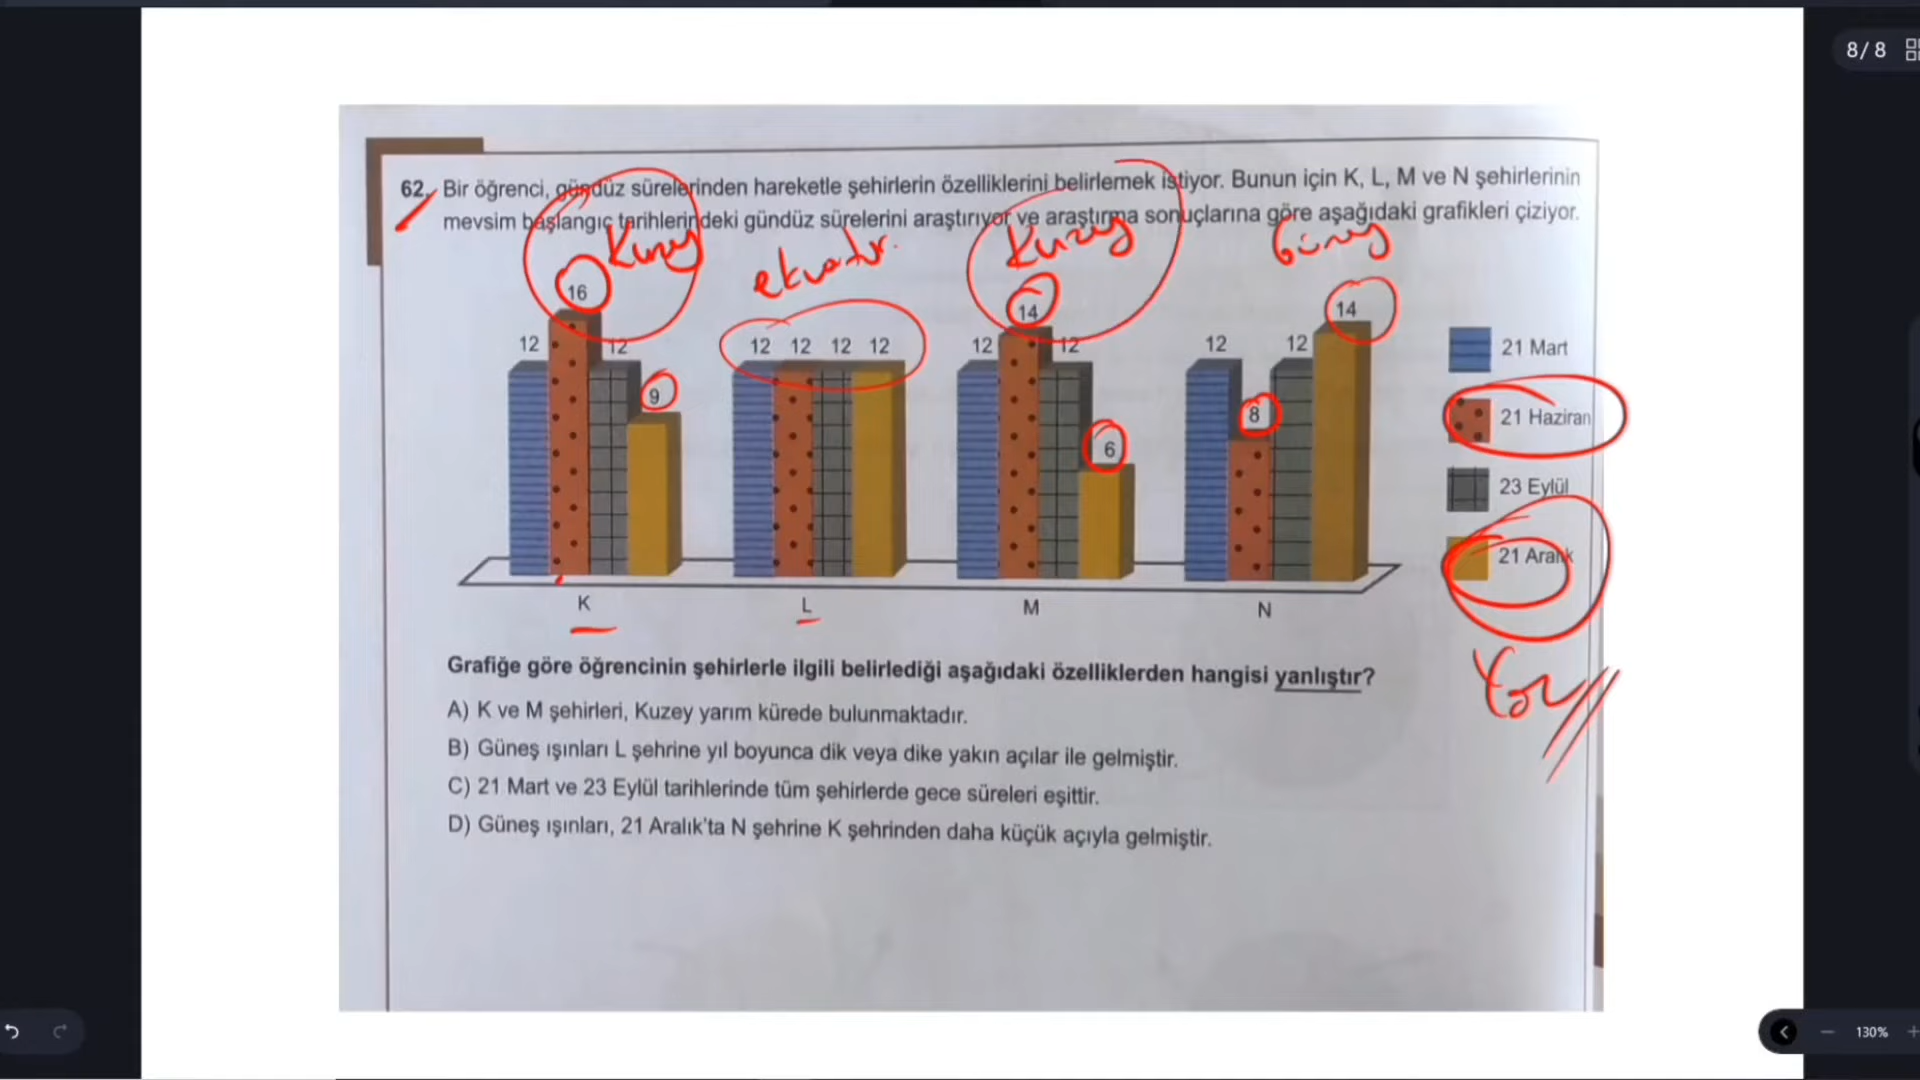 8/ 8
62. Bir öğrenci, gündüz sürelerinden hareketle şehirlerin özelliklerini belirlemek istiyor. Bunun için K, L, M ve N şehirlerinin
mevsim başlangıç tarihlerindeki gündüz sürelerini araştırıyor ve araştırma sonuçlarına göre aşağıdaki grafikleri çiziyor.
Kuzey
ekvator.
Kuzey
Güney
12 16 12 9
12 12 12 12
12 14 12 6
12 8 12 14
21 Mart
21 Haziran
23 Eylül
21 Aralık
K L M N
Grafiğe göre öğrencinin şehirlerle ilgili belirlediği aşağıdaki özelliklerden hangisi yanlıştır?
A) K ve M şehirleri, Kuzey yarım kürede bulunmaktadır.
B) Güneş ışınları L şehrine yıl boyunca dik veya dike yakın açılar ile gelmiştir.
C) 21 Mart ve 23 Eylül tarihlerinde tüm şehirlerde gece süreleri eşittir.
D) Güneş ışınları, 21 Aralık'ta N şehrine K şehrinden daha küçük açıyla gelmiştir.
130%